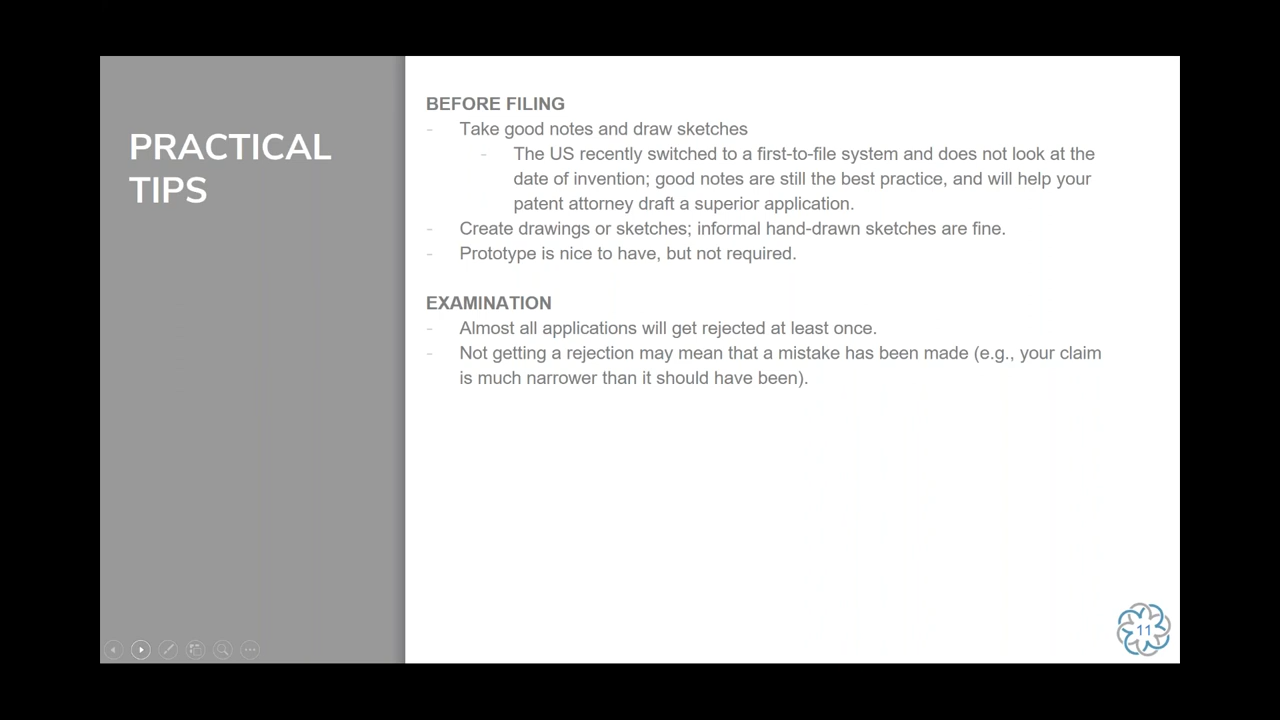 PRACTICAL
TIPS
BEFORE FILING
- Take good notes and draw sketches
- The US recently switched to a first-to-file system and does not look at the
date of invention; good notes are still the best practice, and will help your
patent attorney draft a superior application.
- Create drawings or sketches; informal hand-drawn sketches are fine.
- Prototype is nice to have, but not required.
EXAMINATION
- Almost all applications will get rejected at least once.
- Not getting a rejection may mean that a mistake has been made (e.g., your claim
is much narrower than it should have been).
11